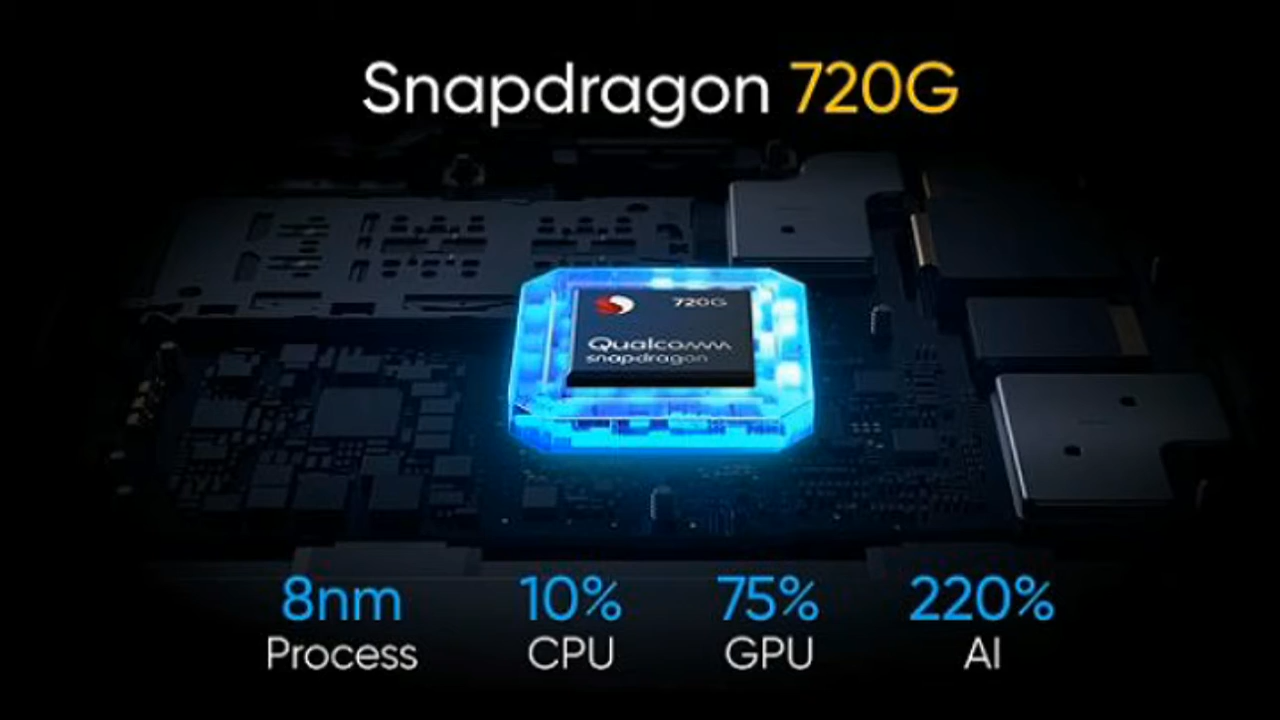 Snapdragon 720G
720G
Qualcomm
snapdragon
8nm 10% 75% 220%
Process CPU GPU AI